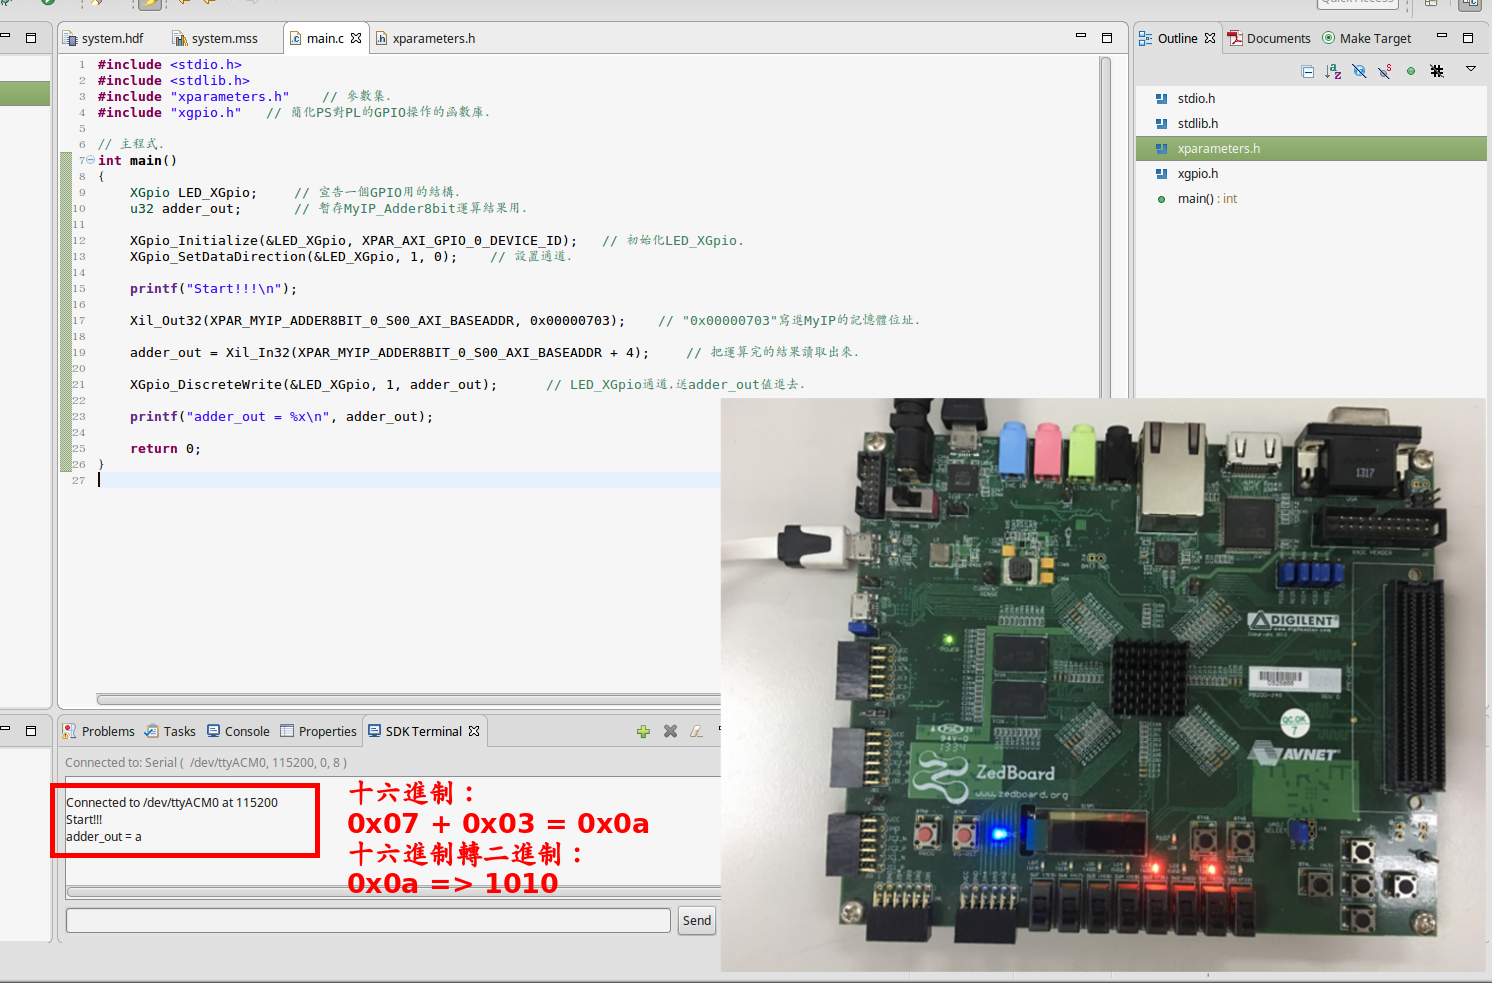 system.hdf
system.mss
main.c
xparameters.h
1 #include <stdio.h>
2 #include <stdlib.h>
3 #include "xparameters.h" // 參數集.
4 #include "xgpio.h" // 簡化PS對PL的GPIO操作的函數庫.
5
6 // 主程式.
7 int main()
8 {
9 XGpio LED_XGpio; // 宣告一個GPIO用的結構.
10 u32 adder_out; // 暫存MyIP_Adder8bit運算結果用.
11
12 XGpio_Initialize(&LED_XGpio, XPAR_AXI_GPIO_0_DEVICE_ID); // 初始化LED_XGpio.
13 XGpio_SetDataDirection(&LED_XGpio, 1, 0); // 設置通道.
14
15 printf("Start!!!\n");
16
17 Xil_Out32(XPAR_MYIP_ADDER8BIT_0_S00_AXI_BASEADDR, 0x00000703); // "0x00000703"寫進MyIP的記憶體位址.
18
19 adder_out = Xil_In32(XPAR_MYIP_ADDER8BIT_0_S00_AXI_BASEADDR + 4); // 把運算完的結果讀取出來.
20
21 XGpio_DiscreteWrite(&LED_XGpio, 1, adder_out); // LED_XGpio通道.送adder_out值進去.
22
23 printf("adder_out = %x\n", adder_out);
24
25 return 0;
26 }
27
Outline
Documents
Make Target
stdio.h
stdlib.h
xparameters.h
xgpio.h
main() : int
Problems
Tasks
Console
Properties
SDK Terminal
Connected to: Serial ( /dev/ttyACM0, 115200, 0, 8 )
Connected to /dev/ttyACM0 at 115200
Start!!!
adder_out = a
Send
十六進制：
0x07 + 0x03 = 0x0a
十六進制轉二進制：
0x0a => 1010
1317
DIGILENT
POWER
QC.OK
7
AVNET
94V-0
ZedBoard
www.zedboard.org